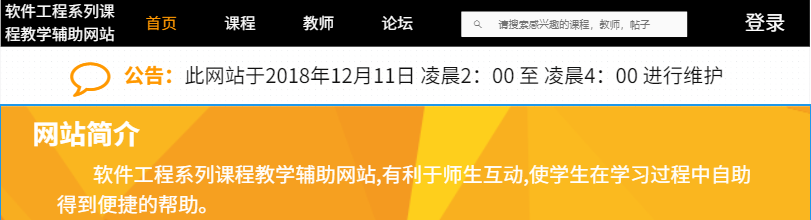 软件工程系列课
程教学辅助网站
首页 课程 教师 论坛 请搜索感兴趣的课程，教师，帖子 登录
公告：此网站于2018年12月11日 凌晨2：00 至 凌晨4：00 进行维护
网站简介
软件工程系列课程教学辅助网站,有利于师生互动,使学生在学习过程中自助
得到便捷的帮助。